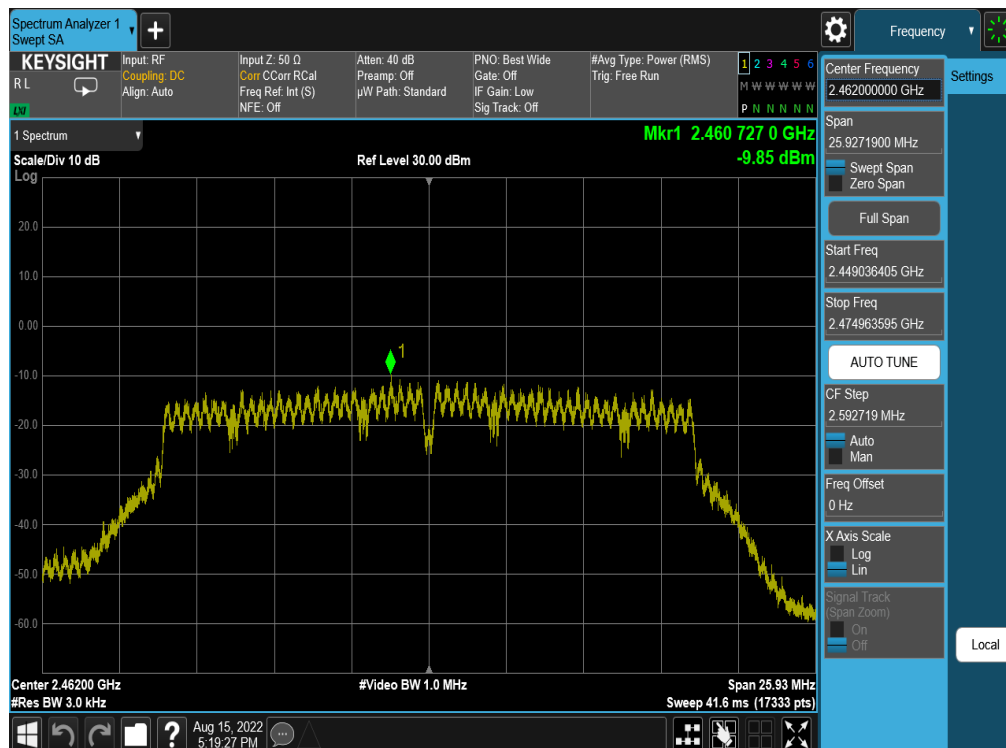 Spectrum Analyzer 1
Swept SA
Frequency
KEYSIGHT
R L
LXI
Input: RF
Coupling: DC
Align: Auto
Input Z: 50 Ω
Corr CCorr RCal
Freq Ref: Int (S)
NFE: Off
Atten: 40 dB
Preamp: Off
µW Path: Standard
PNO: Best Wide
Gate: Off
IF Gain: Low
Sig Track: Off
#Avg Type: Power (RMS)
Trig: Free Run
1 2 3 4 5 6
M W W W W W
P N N N N N
1 Spectrum
Scale/Div 10 dB
Log
Ref Level 30.00 dBm
Mkr1 2.460 727 0 GHz
-9.85 dBm
20.0
10.0
0.00
-10.0
-20.0
-30.0
-40.0
-50.0
-60.0
1
Center 2.46200 GHz
#Res BW 3.0 kHz
#Video BW 1.0 MHz
Span 25.93 MHz
Sweep 41.6 ms (17333 pts)
Center Frequency
2.462000000 GHz
Settings
Span
25.9271900 MHz
Swept Span
Zero Span
Full Span
Start Freq
2.449036405 GHz
Stop Freq
2.474963595 GHz
AUTO TUNE
CF Step
2.592719 MHz
Auto
Man
Freq Offset
0 Hz
X Axis Scale
Log
Lin
Signal Track
(Span Zoom)
On
Off
Local
?
Aug 15, 2022
5:19:27 PM